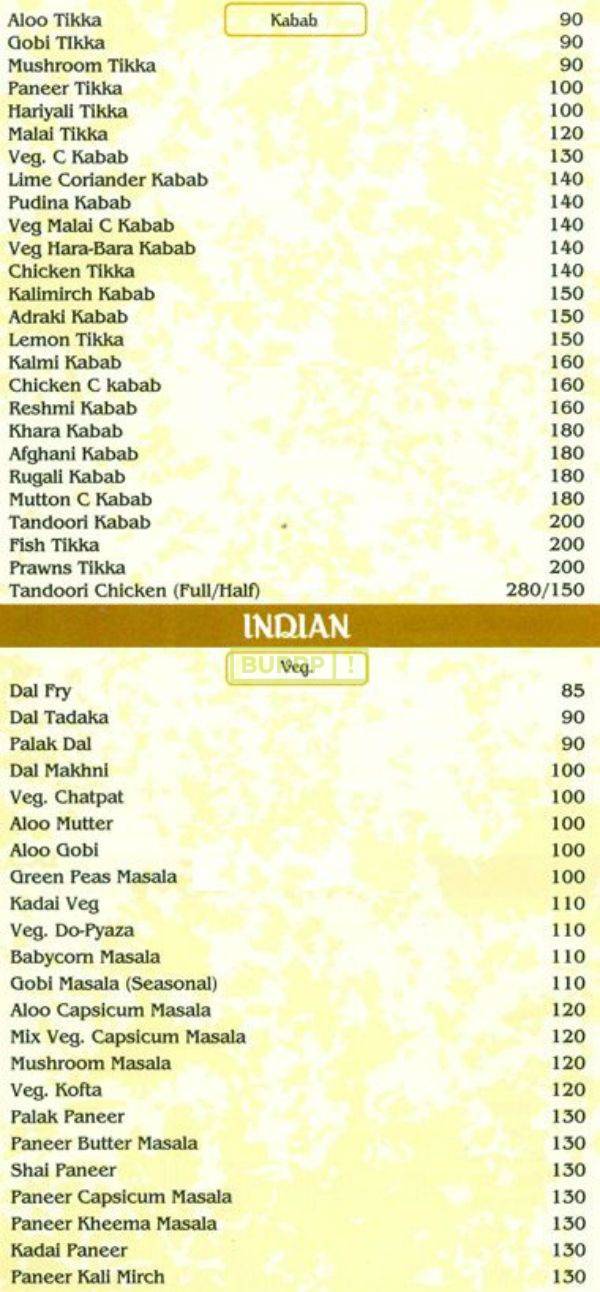 Kabab
Aloo Tikka 90
Gobi TIkka 90
Mushroom Tikka 90
Paneer Tikka 100
Hariyali Tikka 100
Malai Tikka 120
Veg. C Kabab 130
Lime Coriander Kabab 140
Pudina Kabab 140
Veg Malai C Kabab 140
Veg Hara-Bara Kabab 140
Chicken Tikka 140
Kalimirch Kabab 150
Adraki Kabab 150
Lemon Tikka 150
Kalmi Kabab 160
Chicken C kabab 160
Reshmi Kabab 160
Khara Kabab 180
Afghani Kabab 180
Rugali Kabab 180
Mutton C Kabab 180
Tandoori Kabab 200
Fish Tikka 200
Prawns Tikka 200
Tandoori Chicken (Full/Half) 280/150
INDIAN
BURRP!
Veg.
Dal Fry 85
Dal Tadaka 90
Palak Dal 90
Dal Makhni 100
Veg. Chatpat 100
Aloo Mutter 100
Aloo Gobi 100
Green Peas Masala 100
Kadai Veg 110
Veg. Do-Pyaza 110
Babycorn Masala 110
Gobi Masala (Seasonal) 110
Aloo Capsicum Masala 120
Mix Veg. Capsicum Masala 120
Mushroom Masala 120
Veg. Kofta 120
Palak Paneer 130
Paneer Butter Masala 130
Shai Paneer 130
Paneer Capsicum Masala 130
Paneer Kheema Masala 130
Kadai Paneer 130
Paneer Kali Mirch 130